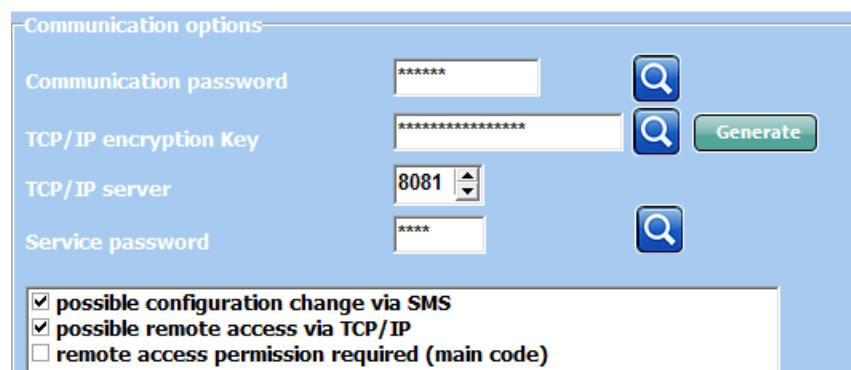 Communication options
Communication password ******
TCP/IP encryption Key **************** Generate
TCP/IP server 8081
Service password ****
possible configuration change via SMS
possible remote access via TCP/IP
remote access permission required (main code)